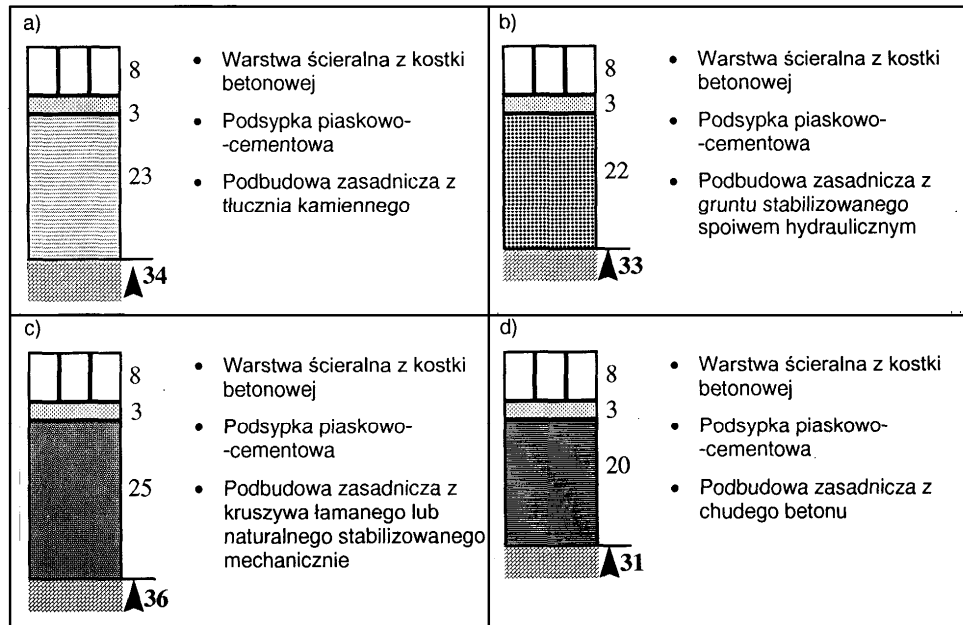 a)
8
3
23
34
• Warstwa ścieralna z kostki
betonowej
• Podsypka piaskowo-
-cementowa
• Podbudowa zasadnicza z
tłucznia kamiennego
b)
8
3
22
33
• Warstwa ścieralna z kostki
betonowej
• Podsypka piaskowo-
-cementowa
• Podbudowa zasadnicza z
gruntu stabilizowanego
spoiwem hydraulicznym
c)
8
3
25
36
• Warstwa ścieralna z kostki
betonowej
• Podsypka piaskowo-
-cementowa
• Podbudowa zasadnicza z
kruszywa łamanego lub
naturalnego stabilizowanego
mechanicznie
d)
8
3
20
31
• Warstwa ścieralna z kostki
betonowej
• Podsypka piaskowo-
-cementowa
• Podbudowa zasadnicza z
chudego betonu